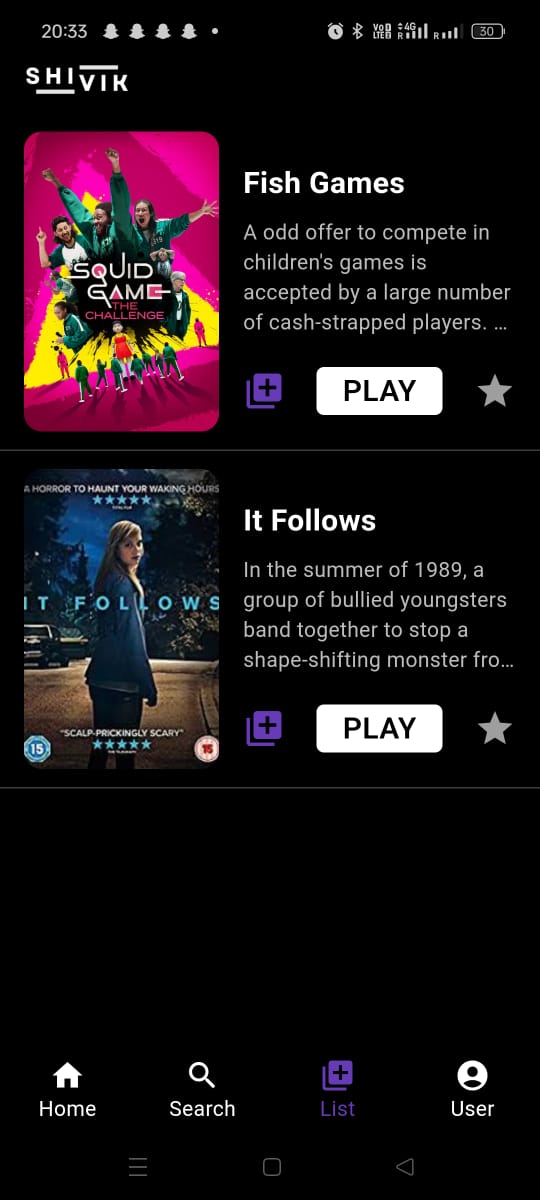 20:33
VoD
LTE
4G
R
R
30
SHIVIK
SQUID
GAME
THE
CHALLENGE
Fish Games
A odd offer to compete in
children's games is
accepted by a large number
of cash-strapped players. …
PLAY
A HORROR TO HAUNT YOUR WAKING HOURS
★★★★★
IT FOLLOWS
"SCALP-PRICKINGLY SCARY"
★★★★★
15
15
It Follows
In the summer of 1989, a
group of bullied youngsters
band together to stop a
shape-shifting monster fro…
PLAY
Home
Search
List
User